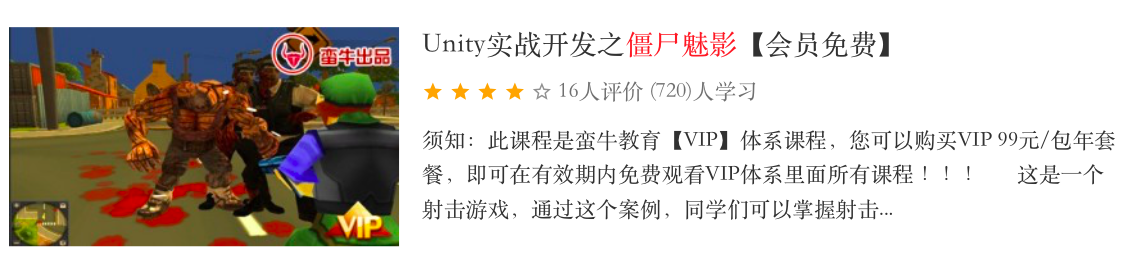 蛮牛出品
VIP
Unity实战开发之僵尸魅影【会员免费】
16人评价 (720)人学习
须知：此课程是蛮牛教育【VIP】体系课程，您可以购买VIP 99元/包年套
餐，即可在有效期内免费观看VIP体系里面所有课程！！！ 这是一个
射击游戏，通过这个案例，同学们可以掌握射击...